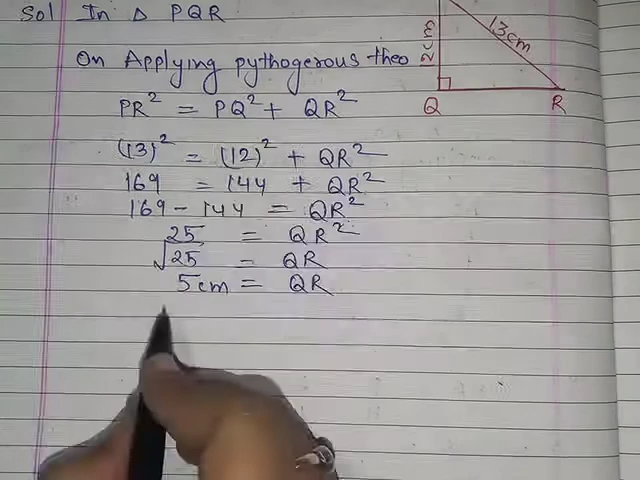 Sol In △ PQR
On Applying pythogerous theo
PR² = PQ² + QR²
(13)² = (12)² + QR²
169 = 144 + QR²
169 - 144 = QR²
25 = QR²
√25 = QR
5cm = QR
13cm
Q
R